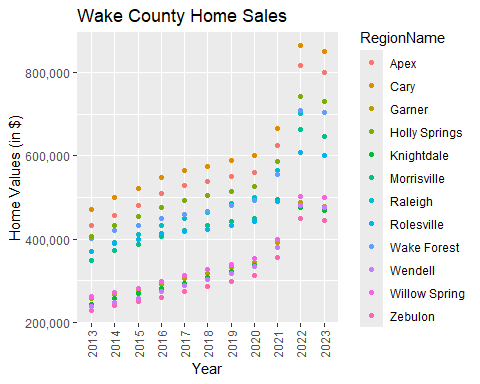 Wake County Home Sales
Home Values (in $)
800,000
600,000
400,000
200,000
2013
2014
2015
2016
2017
2018
2019
2020
2021
2022
2023
Year
RegionName
Apex
Cary
Garner
Holly Springs
Knightdale
Morrisville
Raleigh
Rolesville
Wake Forest
Wendell
Willow Spring
Zebulon